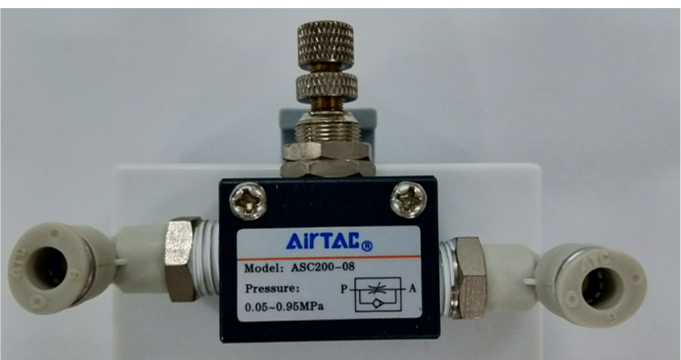 AirTAC®
Model: ASC200-08
Pressure:
P A
0.05~0.95MPa